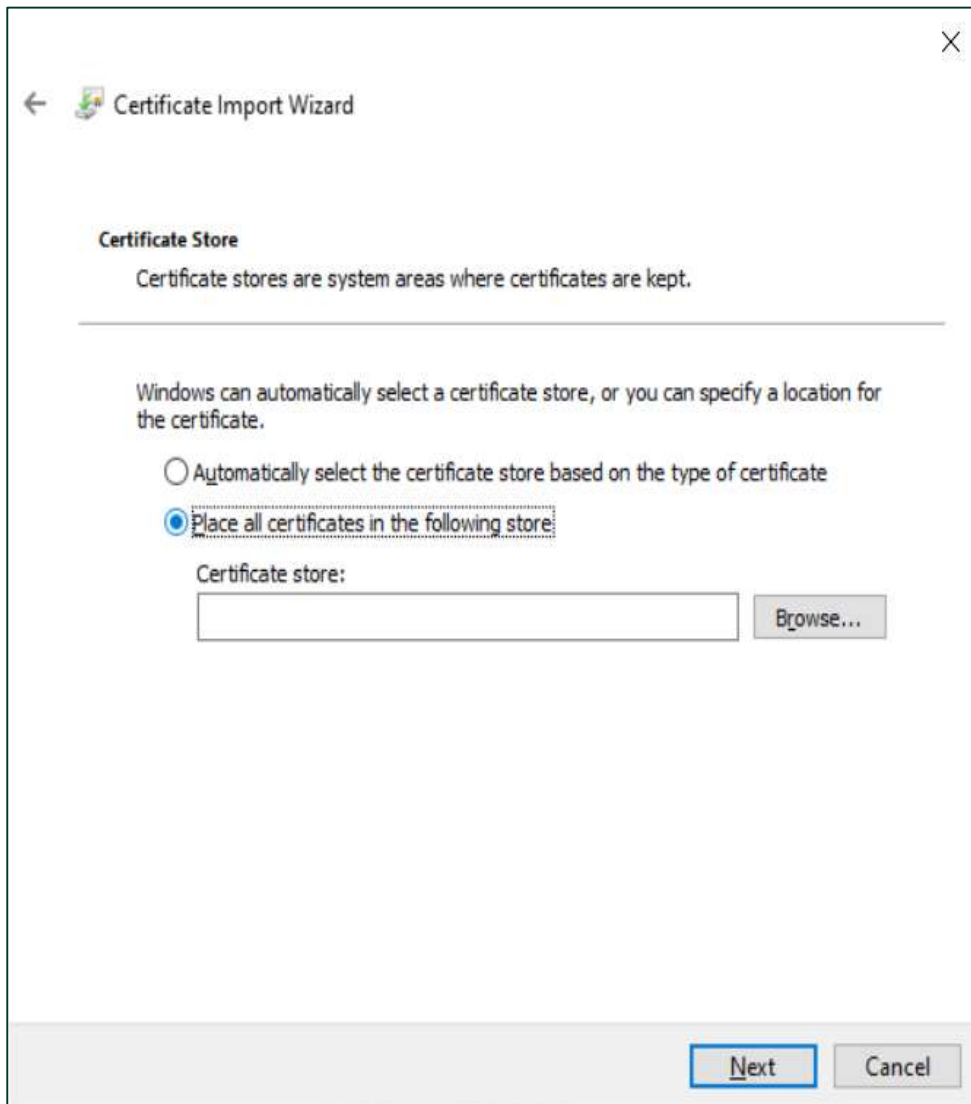 Certificate Import Wizard
Certificate Store
Certificate stores are system areas where certificates are kept.
Windows can automatically select a certificate store, or you can specify a location for
the certificate.
Automatically select the certificate store based on the type of certificate
Place all certificates in the following store
Certificate store:
Browse...
Next
Cancel